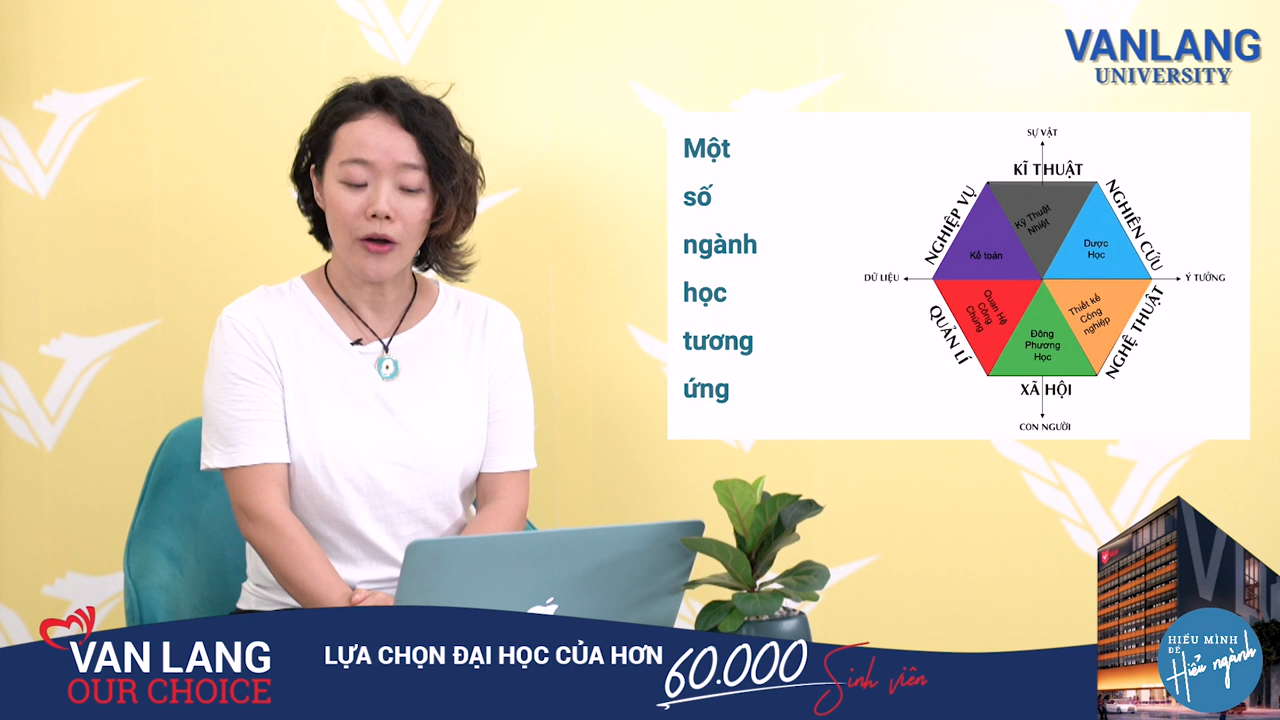 VANLANG
UNIVERSITY
Một
số
ngành
học
tương
ứng
SỰ VẬT
KĨ THUẬT
NGHIỆP VỤ
NGHIÊN CỨU
Kỹ Thuật
Nhiệt
Kế toán
Dược
Học
DỮ LIỆU
Ý TƯỞNG
Quan Hệ
Công
Chúng
Thiết kế
Công
nghiệp
Đông
Phương
Học
QUẢN LÍ
NGHỆ THUẬT
XÃ HỘI
CON NGƯỜI
VAN LANG
OUR CHOICE
LỰA CHỌN ĐẠI HỌC CỦA HƠN
60.000
Sinh viên
HIỂU MÌNH
ĐỂ
Hiểu ngành